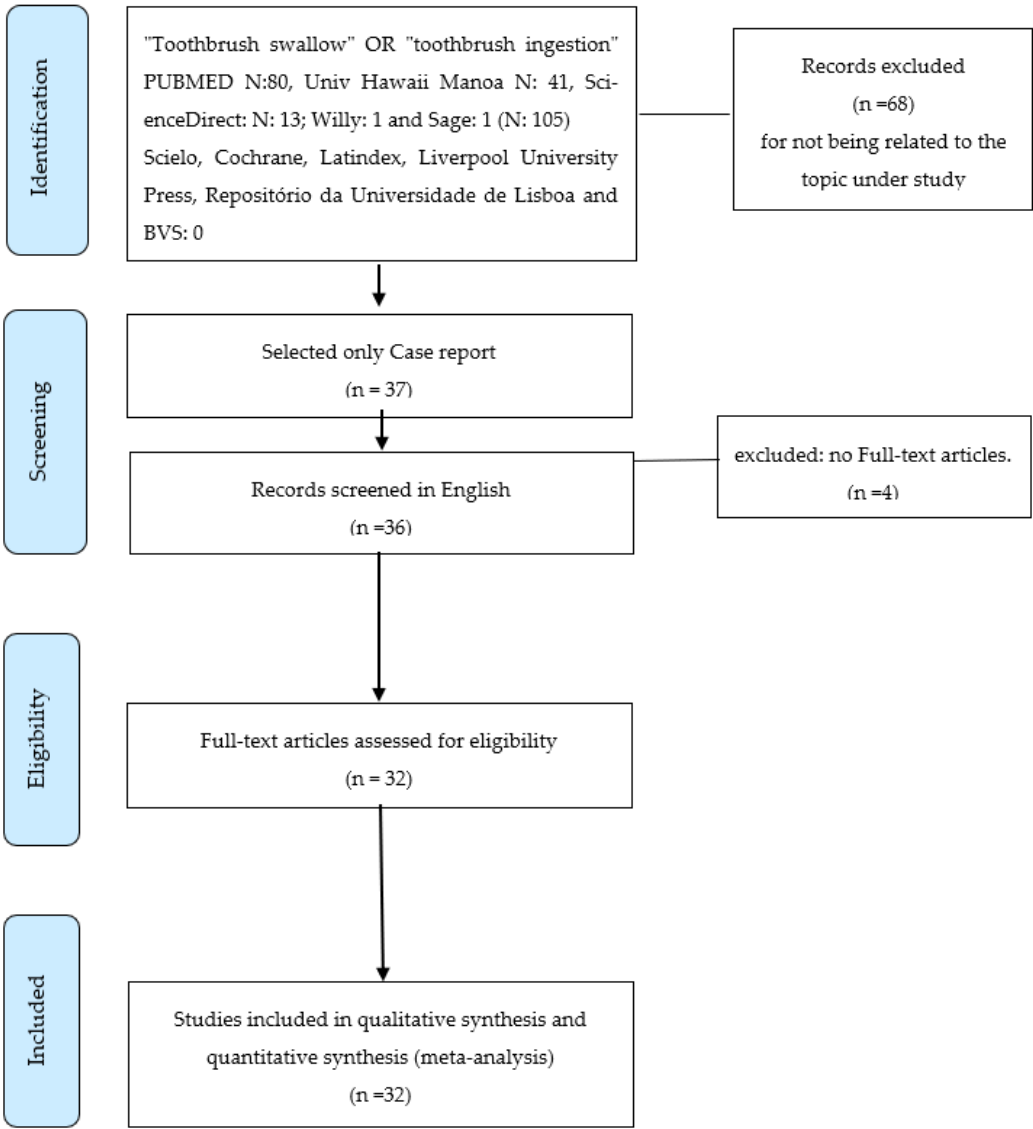 Identification
"Toothbrush swallow" OR "toothbrush ingestion"
PUBMED N:80, Univ Hawaii Manoa N: 41, Sci-
enceDirect: N: 13; Willy: 1 and Sage: 1 (N: 105)
Scielo, Cochrane, Latindex, Liverpool University
Press, Repositório da Universidade de Lisboa and
BVS: 0
Records excluded
(n =68)
for not being related to the
topic under study
Screening
Selected only Case report
(n = 37)
Records screened in English
(n =36)
excluded: no Full-text articles.
(n =4)
Eligibility
Full-text articles assessed for eligibility
(n = 32)
Included
Studies included in qualitative synthesis and
quantitative synthesis (meta-analysis)
(n =32)